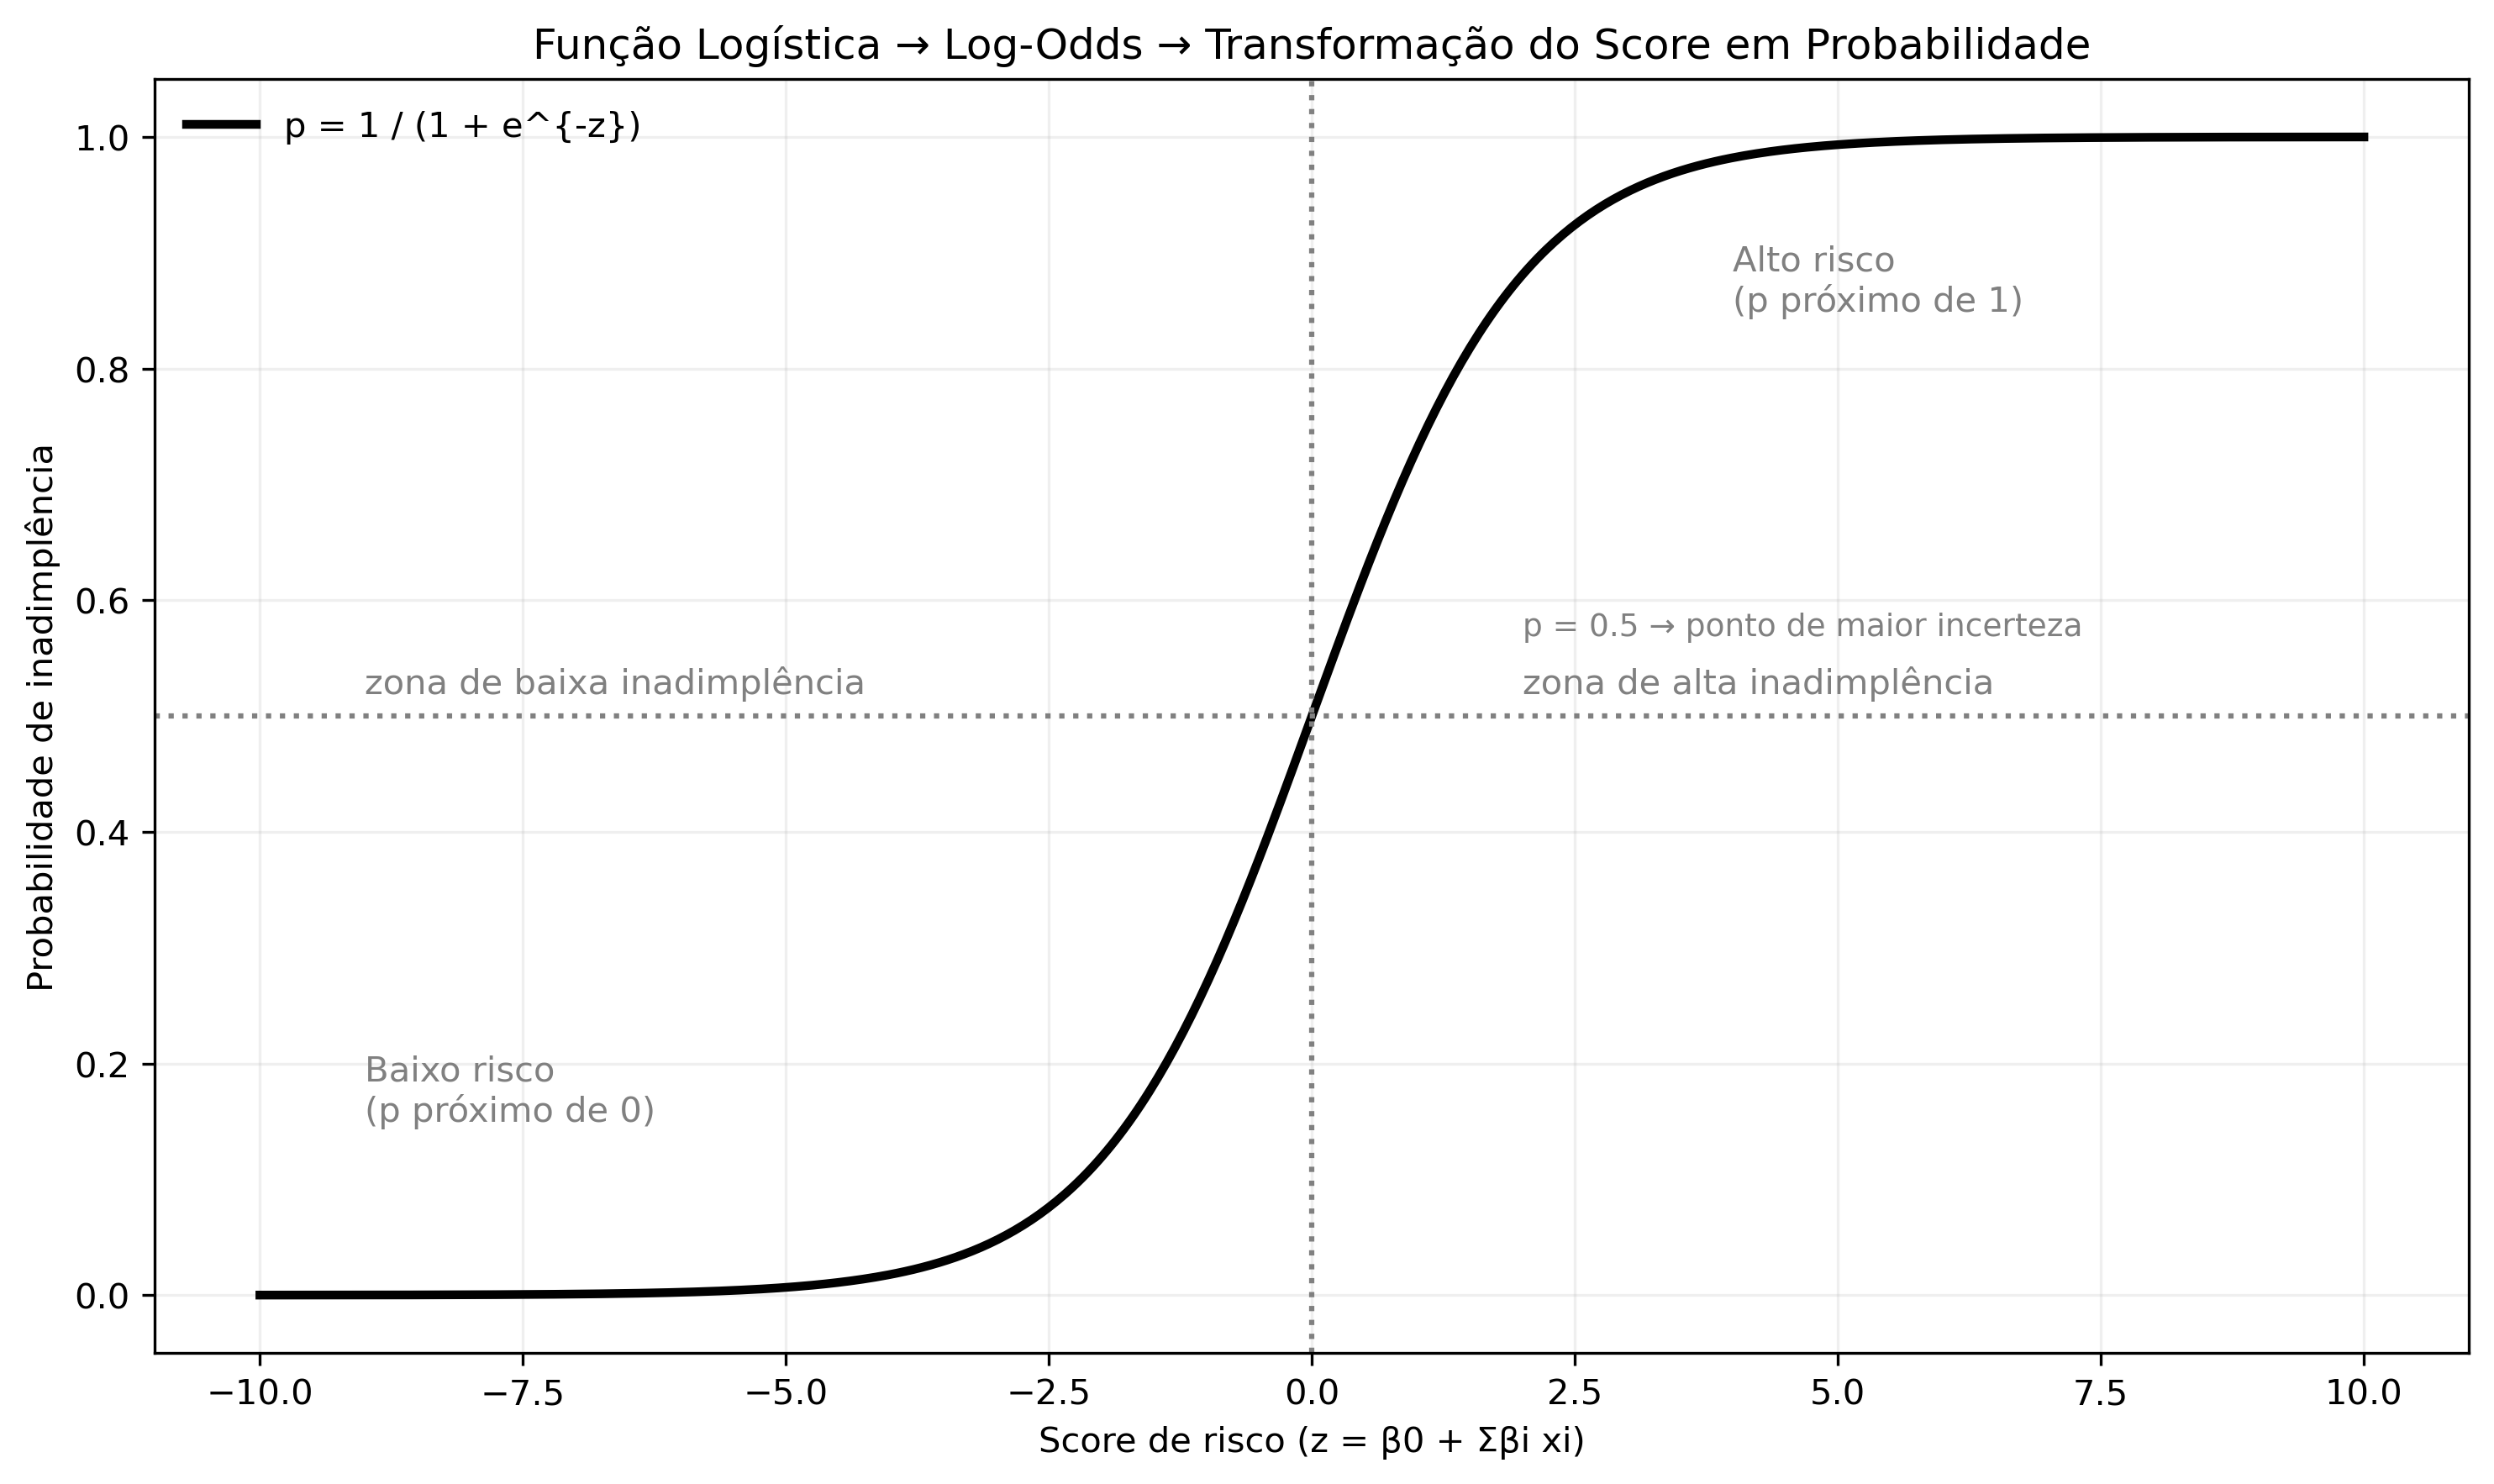 Função Logística → Log-Odds → Transformação do Score em Probabilidade
p = 1 / (1 + e^{-z})
1.0
0.8
0.6
0.4
0.2
0.0
Probabilidade de inadimplência
Alto risco
(p próximo de 1)
p = 0.5 → ponto de maior incerteza
zona de baixa inadimplência
zona de alta inadimplência
Baixo risco
(p próximo de 0)
−10.0
−7.5
−5.0
−2.5
0.0
2.5
5.0
7.5
10.0
Score de risco (z = β0 + Σβi xi)